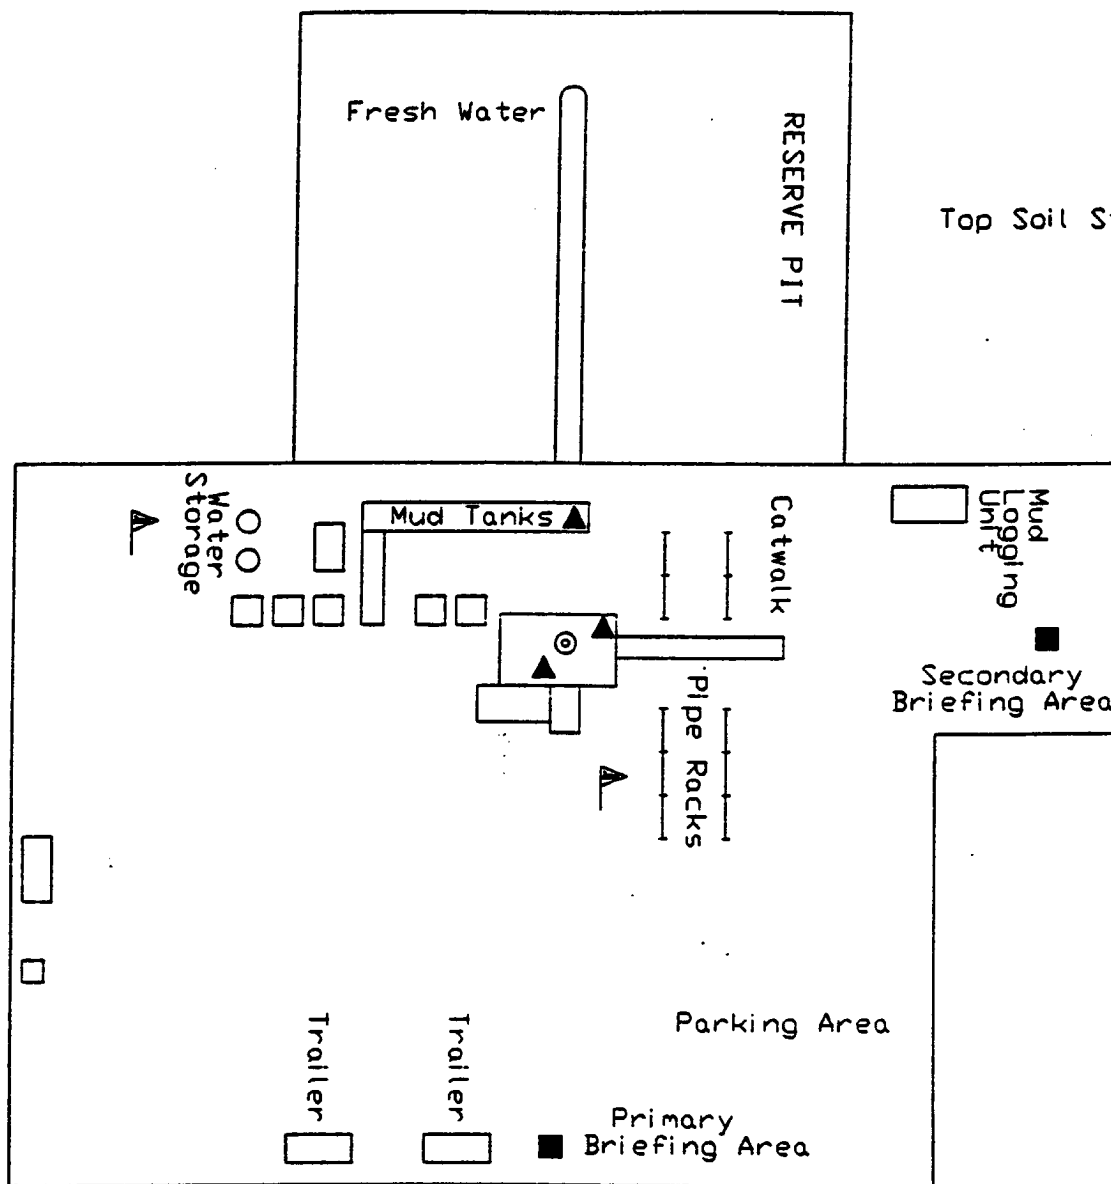 Fresh Water
RESERVE PIT
Top Soil
Water
Storage
Mud Tanks
Catwalk
Mud
Logging
Unit
Secondary
Briefing Area
Pipe Racks
Parking Area
Trailer
Trailer
Primary
Briefing Area